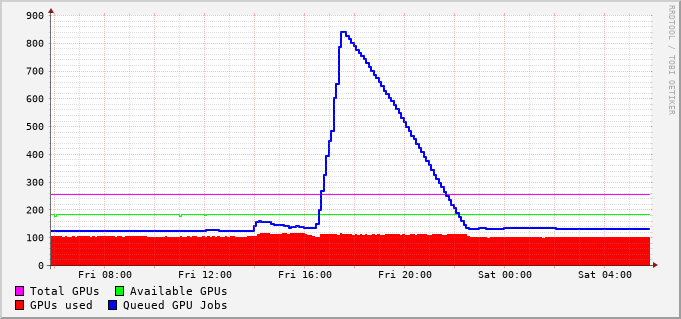 RRDTOOL / TOBI OETIKER
900
800
700
600
500
400
300
200
100
0
Fri 08:00 Fri 12:00 Fri 16:00 Fri 20:00 Sat 00:00 Sat 04:00
Total GPUs Available GPUs
GPUs used Queued GPU Jobs